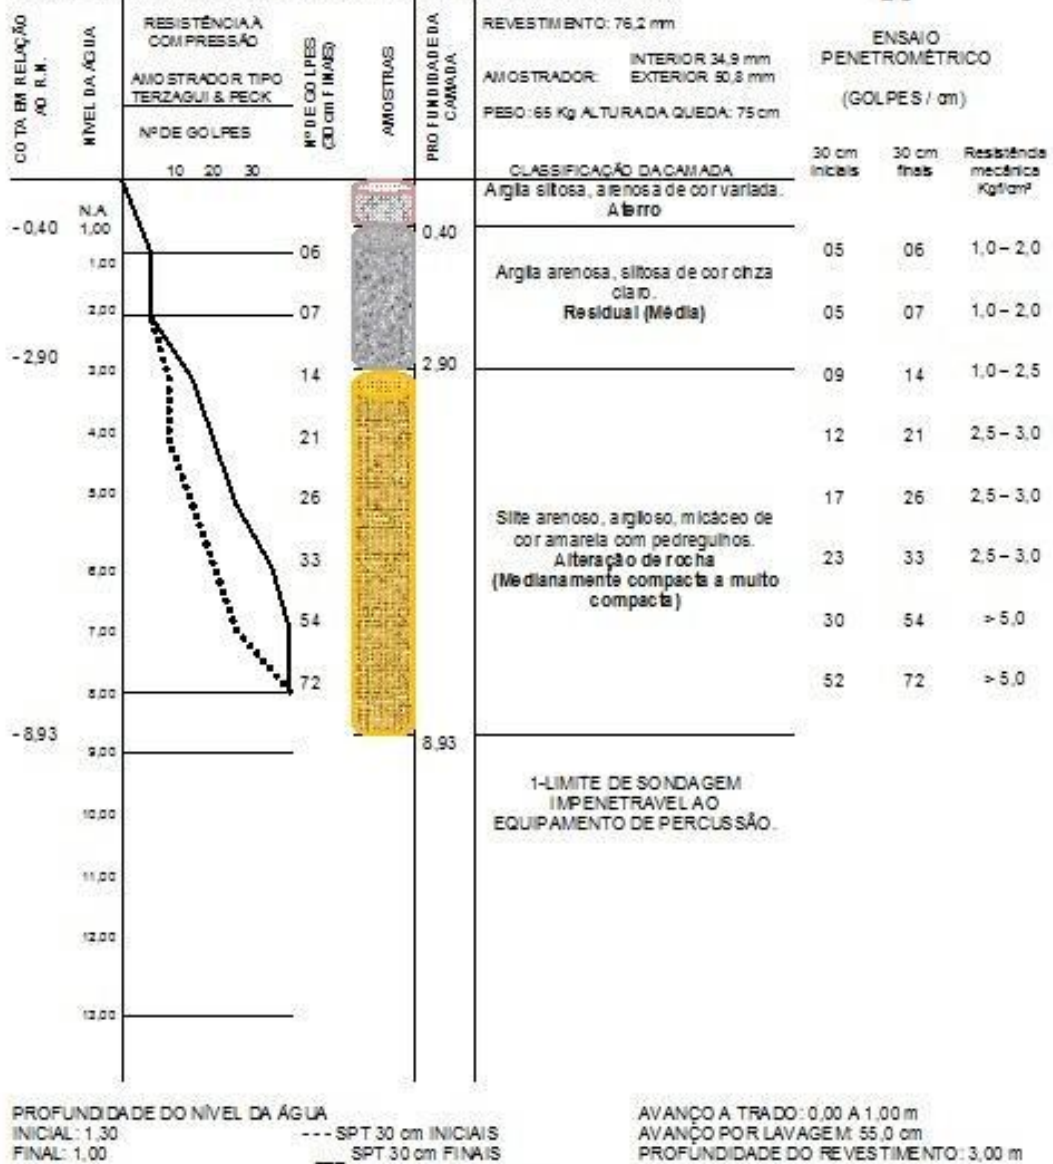 COTA EM RELAÇÃO
AO R.N.
NÍVEL DA ÁGUA
RESISTÊNCIA À
COMPRESSÃO
AMOSTRADOR TIPO
TERZAGUI & PECK
Nº DE GOLPES
10 20 30
Nº DE GOLPES
(30 cm FINAIS)
AMOSTRAS
PROFUNDIDADE DA
CAMADA
REVESTIMENTO: 76,2 mm
INTERIOR 34,9 mm
AMOSTRADOR: EXTERIOR 50,8 mm
PESO: 65 Kg ALTURA DA QUEDA: 75 cm
CLASSIFICAÇÃO DA CAMADA
ENSAIO
PENETROMÉTRICO
(GOLPES / cm)
30 cm
iniciais
30 cm
finais
Resistência
mecânica
Kgf/cm²
Argila siltosa, arenosa de cor variada.
Aterro
N.A
1,00
-0,40
0,40
1,00
06
05 06 1,0 – 2,0
Argila arenosa, siltosa de cor cinza
claro.
Residual (Média)
2,00
07
05 07 1,0 – 2,0
-2,90
2,90
3,00
14
09 14 1,0 – 2,5
4,00
21
12 21 2,5 – 3,0
5,00
26
17 26 2,5 – 3,0
Silte arenoso, argiloso, micáceo de
cor amarela com pedregulhos.
Alteração de rocha
(Medianamente compacta a muito
compacta)
6,00
33
23 33 2,5 – 3,0
7,00
54
30 54 > 5,0
8,00
72
52 72 > 5,0
-8,93
8,93
9,00
1-LIMITE DE SONDAGEM
IMPENETRAVEL AO
EQUIPAMENTO DE PERCUSSÃO.
10,00
11,00
12,00
13,00
PROFUNDIDADE DO NÍVEL DA ÁGUA
INICIAL: 1,30
FINAL: 1,00
--- SPT 30 cm INICIAIS
___ SPT 30 cm FINAIS
AVANÇO A TRADO: 0,00 A 1,00 m
AVANÇO POR LAVAGEM: 55,0 cm
PROFUNDIDADE DO REVESTIMENTO: 3,00 m